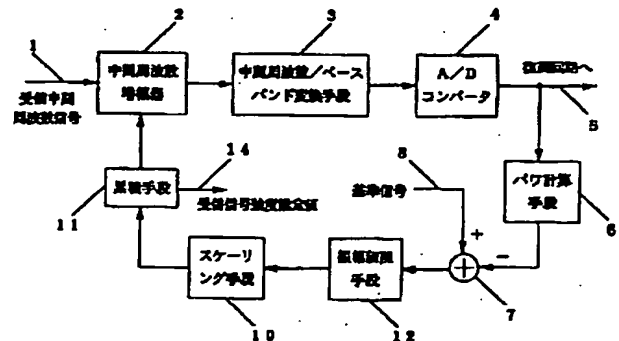 1
2
3
4
受信中間
周波数信号
中間周波数
増幅器
中間周波数／ベース
バンド変換手段
A／D
コンバータ
復調回路へ
5
11
14
8
累積手段
受信信号強度推定値
基準信号
パワ計算
手段
6
+
−
スケーリ
ング手段
振幅制限
手段
7
10
12